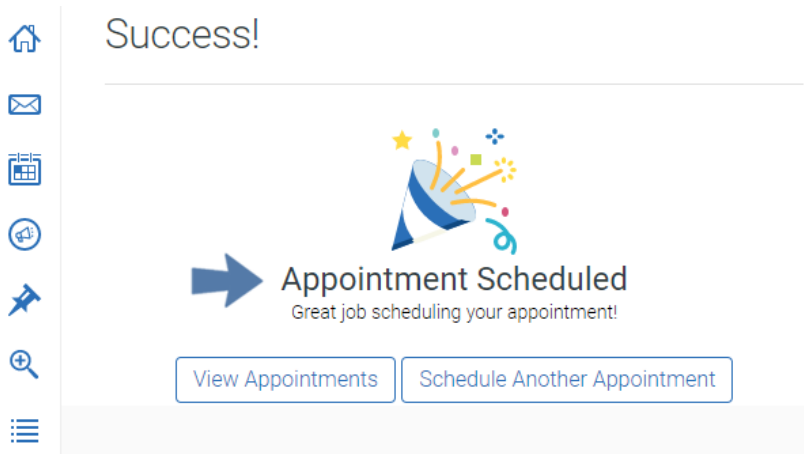 Success!
Appointment Scheduled
Great job scheduling your appointment!
View Appointments
Schedule Another Appointment